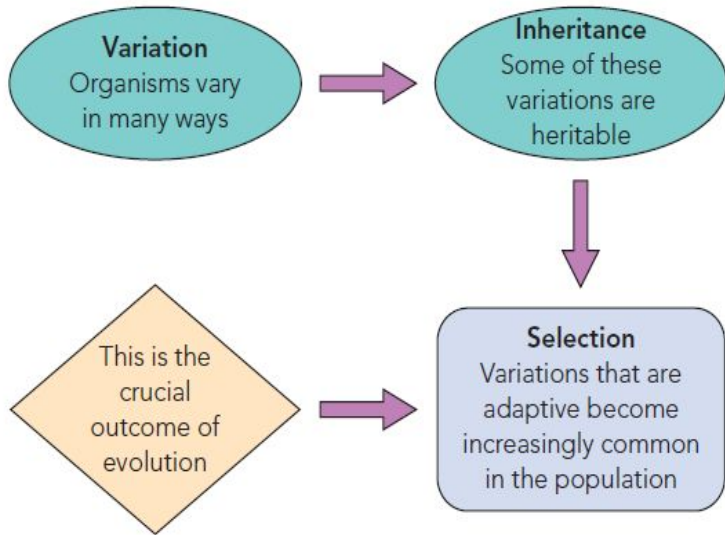 Variation
Organisms vary
in many ways
Inheritance
Some of these
variations are
heritable
This is the
crucial
outcome of
evolution
Selection
Variations that are
adaptive become
increasingly common
in the population